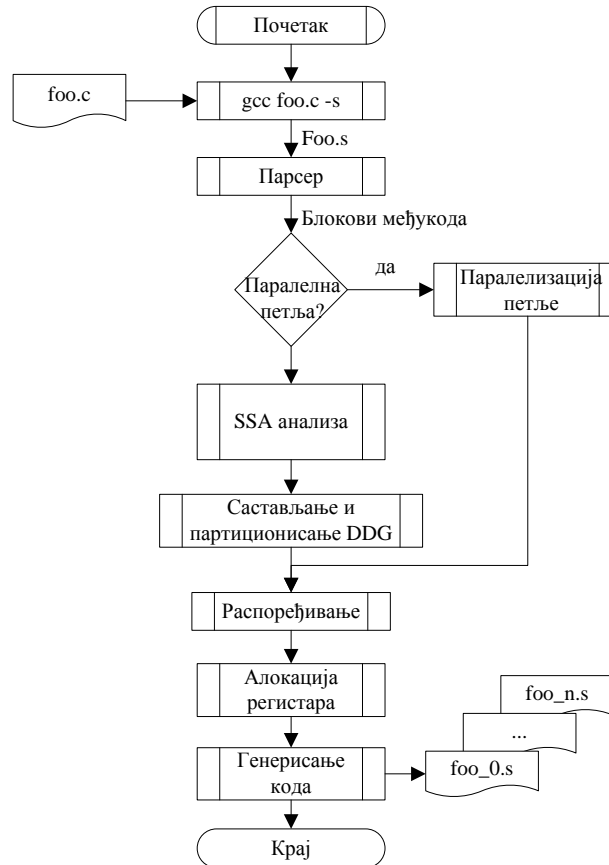 Почетак
foo.c
gcc foo.c -s
Foo.s
Парсер
Блокови међукода
да
Паралелна
петља?
Паралелизација
петље
SSA анализа
Састављање и
партиционисање DDG
Распоређивање
Алокација
регистара
foo_n.s
...
Генерисање
кода
foo_0.s
Крај